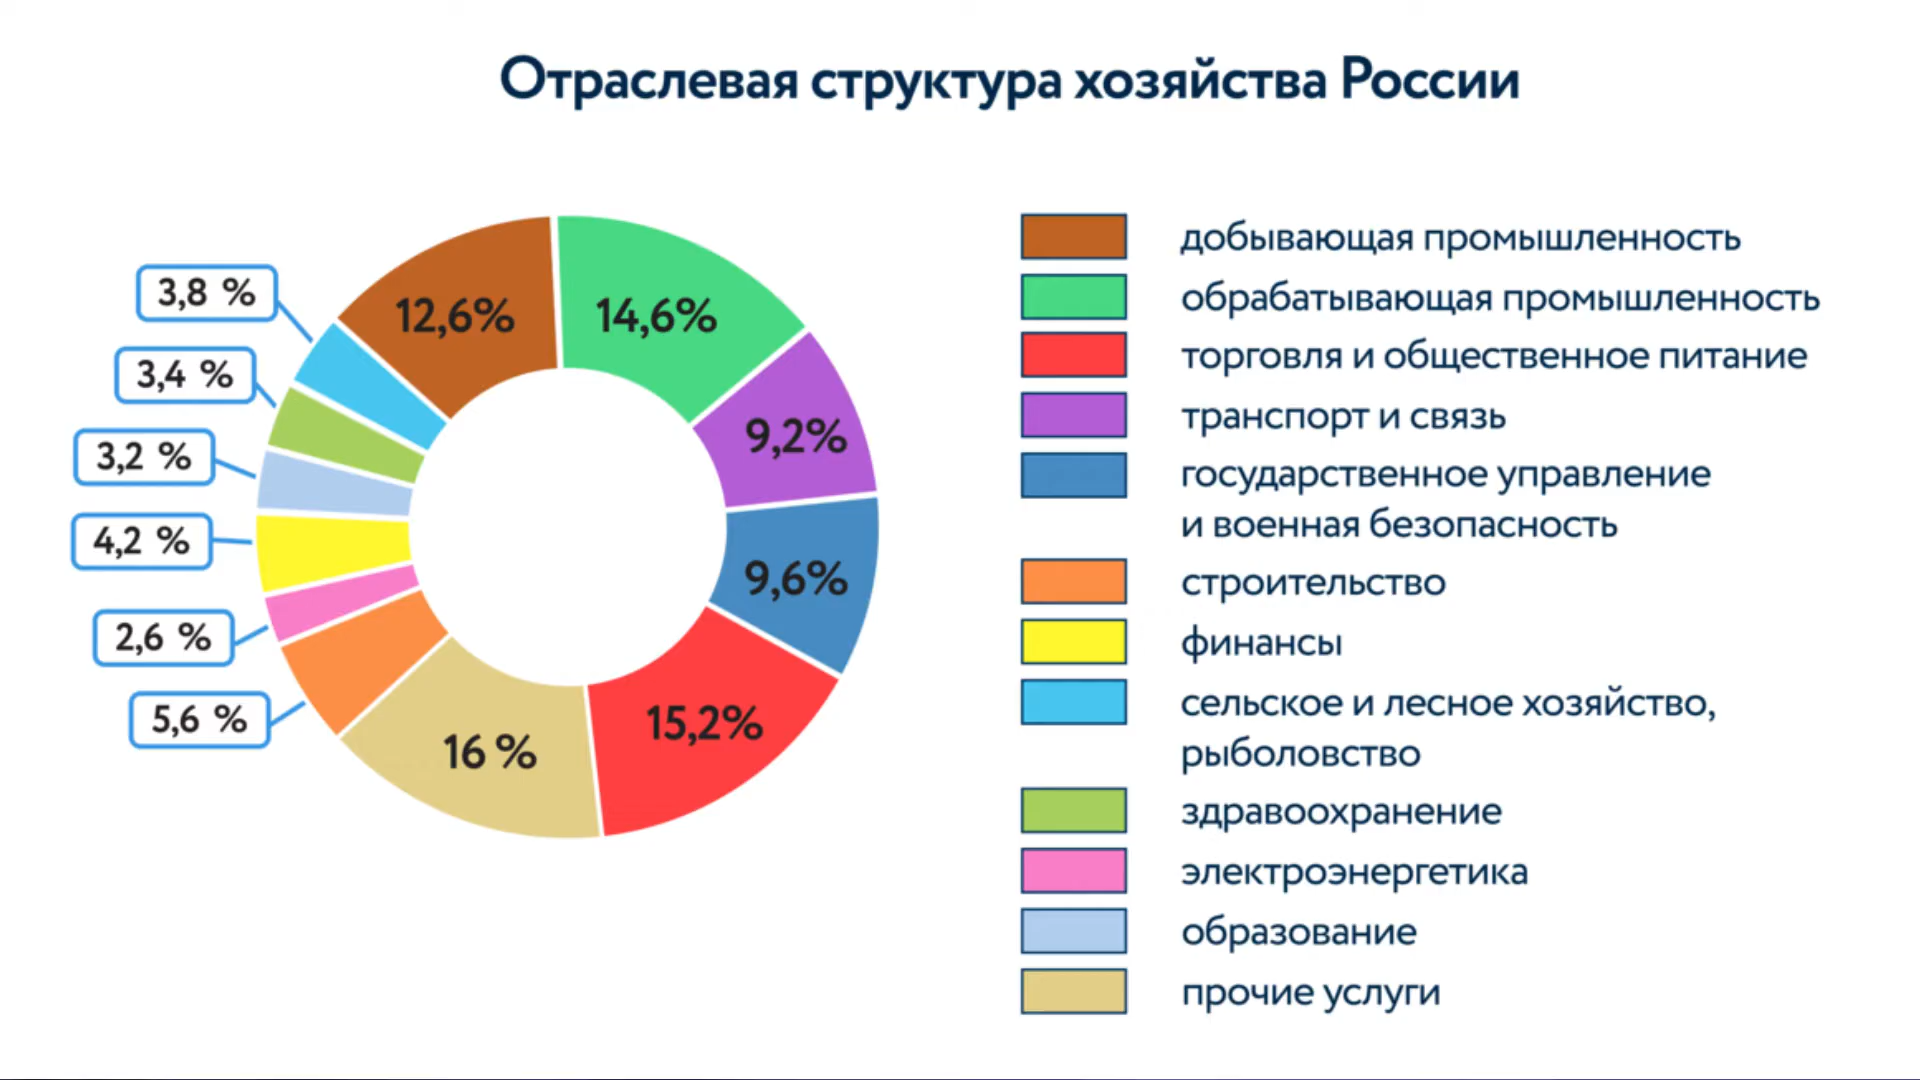 Отраслевая структура хозяйства России
12,6%
14,6%
9,2%
9,6%
15,2%
16 %
5,6 %
2,6 %
4,2 %
3,2 %
3,4 %
3,8 %
добывающая промышленность
обрабатывающая промышленность
торговля и общественное питание
транспорт и связь
государственное управление
и военная безопасность
строительство
финансы
сельское и лесное хозяйство,
рыболовство
здравоохранение
электроэнергетика
образование
прочие услуги